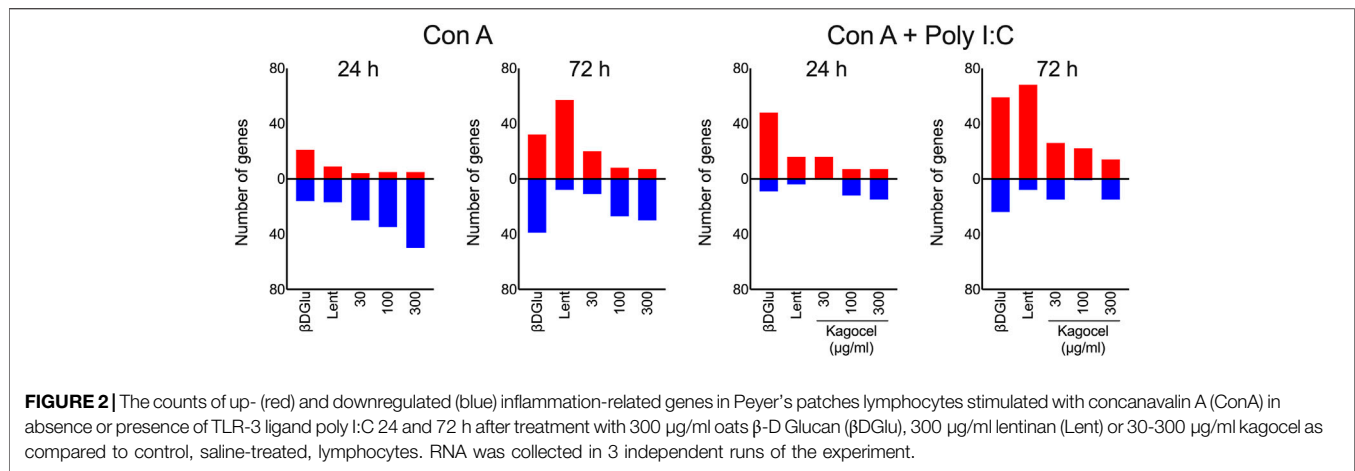 Con A
Con A + Poly I:C
24 h
72 h
24 h
72 h
Number of genes
80
40
0
40
80
βDGlu
Lent
30
100
300
Number of genes
80
40
0
40
80
βDGlu
Lent
30
100
300
Number of genes
80
40
0
40
80
βDGlu
Lent
30
100
300
Kagocel
(μg/ml)
Number of genes
80
40
0
40
80
βDGlu
Lent
30
100
300
Kagocel
(μg/ml)
FIGURE 2 | The counts of up- (red) and downregulated (blue) inflammation-related genes in Peyer's patches lymphocytes stimulated with concanavalin A (ConA) in
absence or presence of TLR-3 ligand poly I:C 24 and 72 h after treatment with 300 μg/ml oats β-D Glucan (βDGlu), 300 μg/ml lentinan (Lent) or 30-300 μg/ml kagocel as
compared to control, saline-treated, lymphocytes. RNA was collected in 3 independent runs of the experiment.